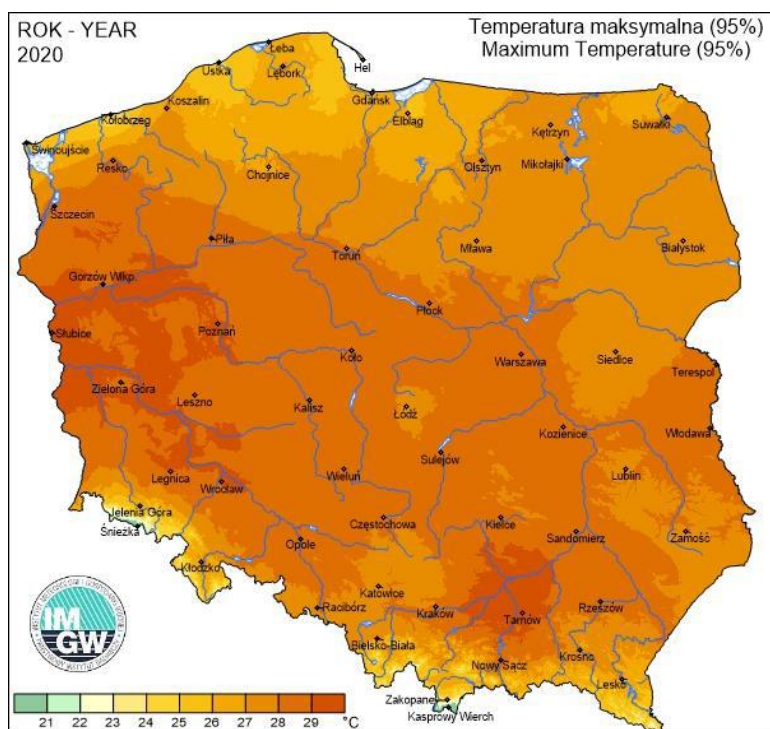 ROK - YEAR
2020
Temperatura maksymalna (95%)
Maximum Temperature (95%)
Łeba
Hel
Ustka
Lębork
Gdańsk
Koszalin
Kołobrzeg
Elbląg
Kętrzyn
Suwałki
Świnoujście
Resko
Chojnice
Olsztyn
Mikołajki
Szczecin
Piła
Toruń
Mława
Białystok
Gorzów Wlkp.
Płock
Słubice
Poznań
Koło
Warszawa
Siedlce
Terespol
Zielona Góra
Leszno
Kalisz
Łódź
Kozienice
Włodawa
Sulejów
Legnica
Wrocław
Wieluń
Lublin
Jelenia Góra
Śnieżka
Częstochowa
Kielce
Sandomierz
Zamość
Opole
Kłodzko
Katowice
Racibórz
Kraków
Tarnów
Rzeszów
Bielsko-Biała
Nowy Sącz
Krosno
Lesko
Zakopane
Kasprowy Wierch
IM
GW
21 22 23 24 25 26 27 28 29 °C